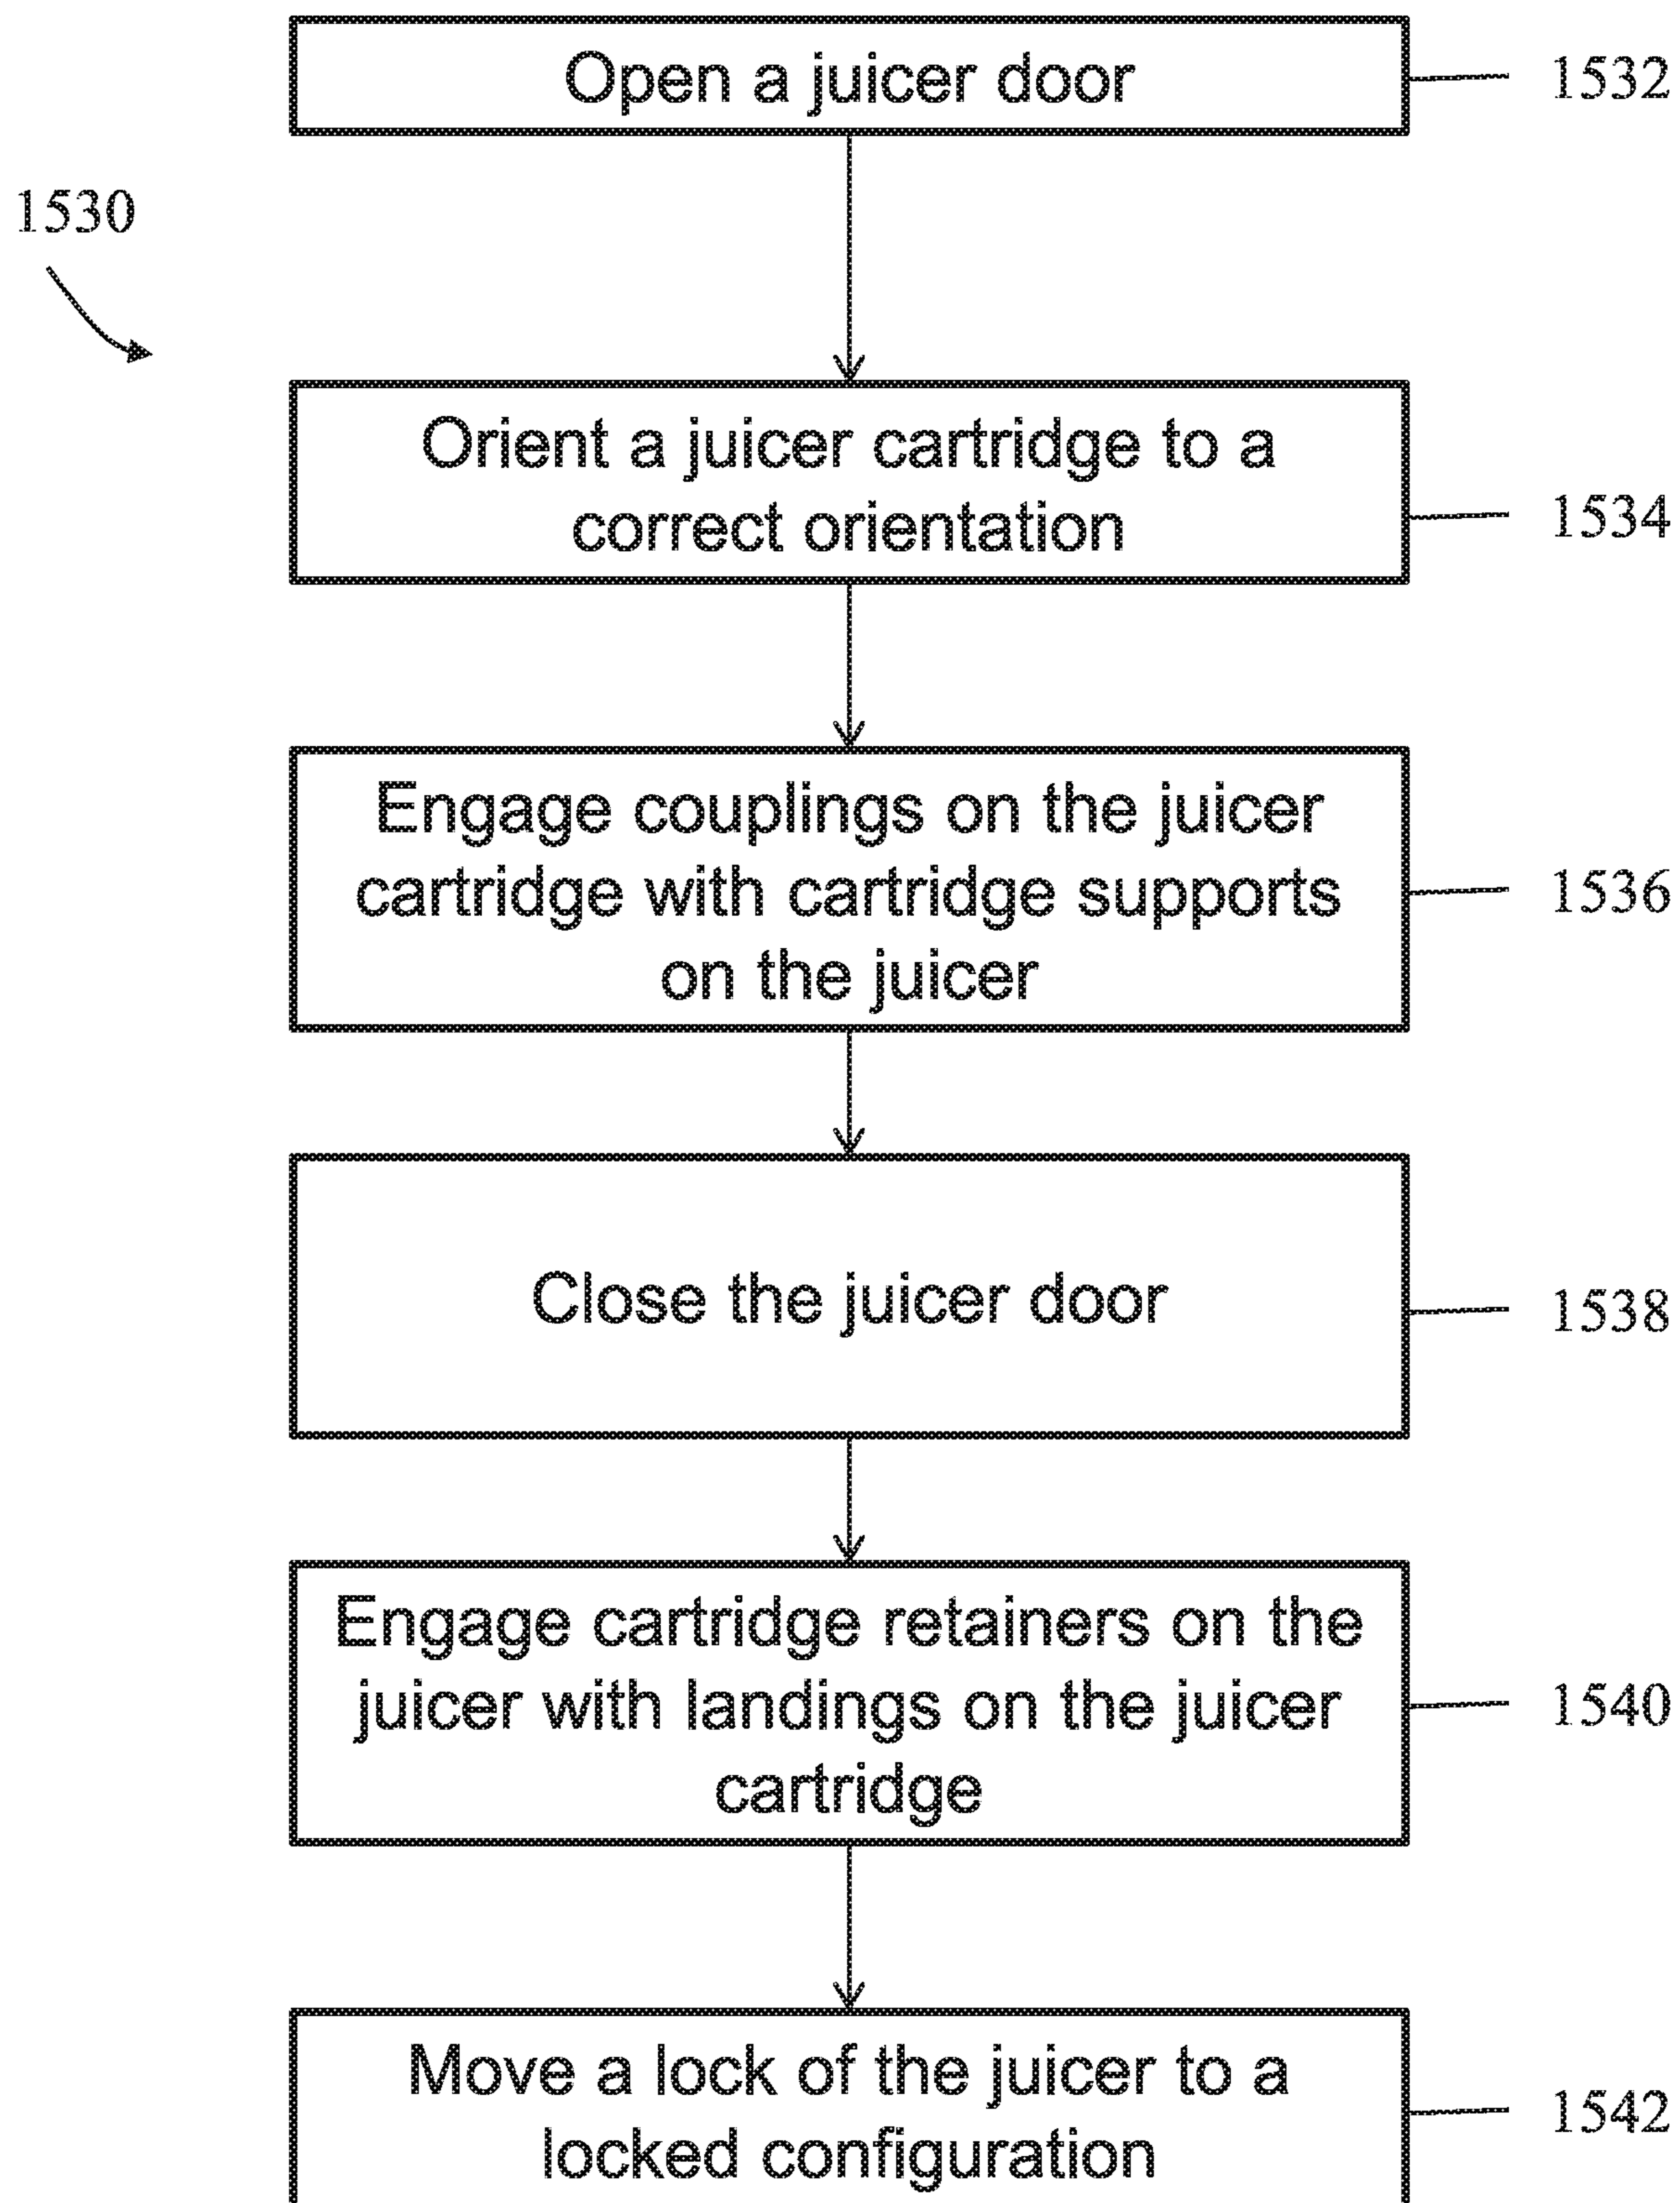 Open a juicer door
1532
1530
Orient a juicer cartridge to a
correct orientation
1534
Engage couplings on the juicer
cartridge with cartridge supports
on the juicer
1536
Close the juicer door
1538
Engage cartridge retainers on the
juicer with landings on the juicer
cartridge
1540
Move a lock of the juicer to a
locked configuration
1542